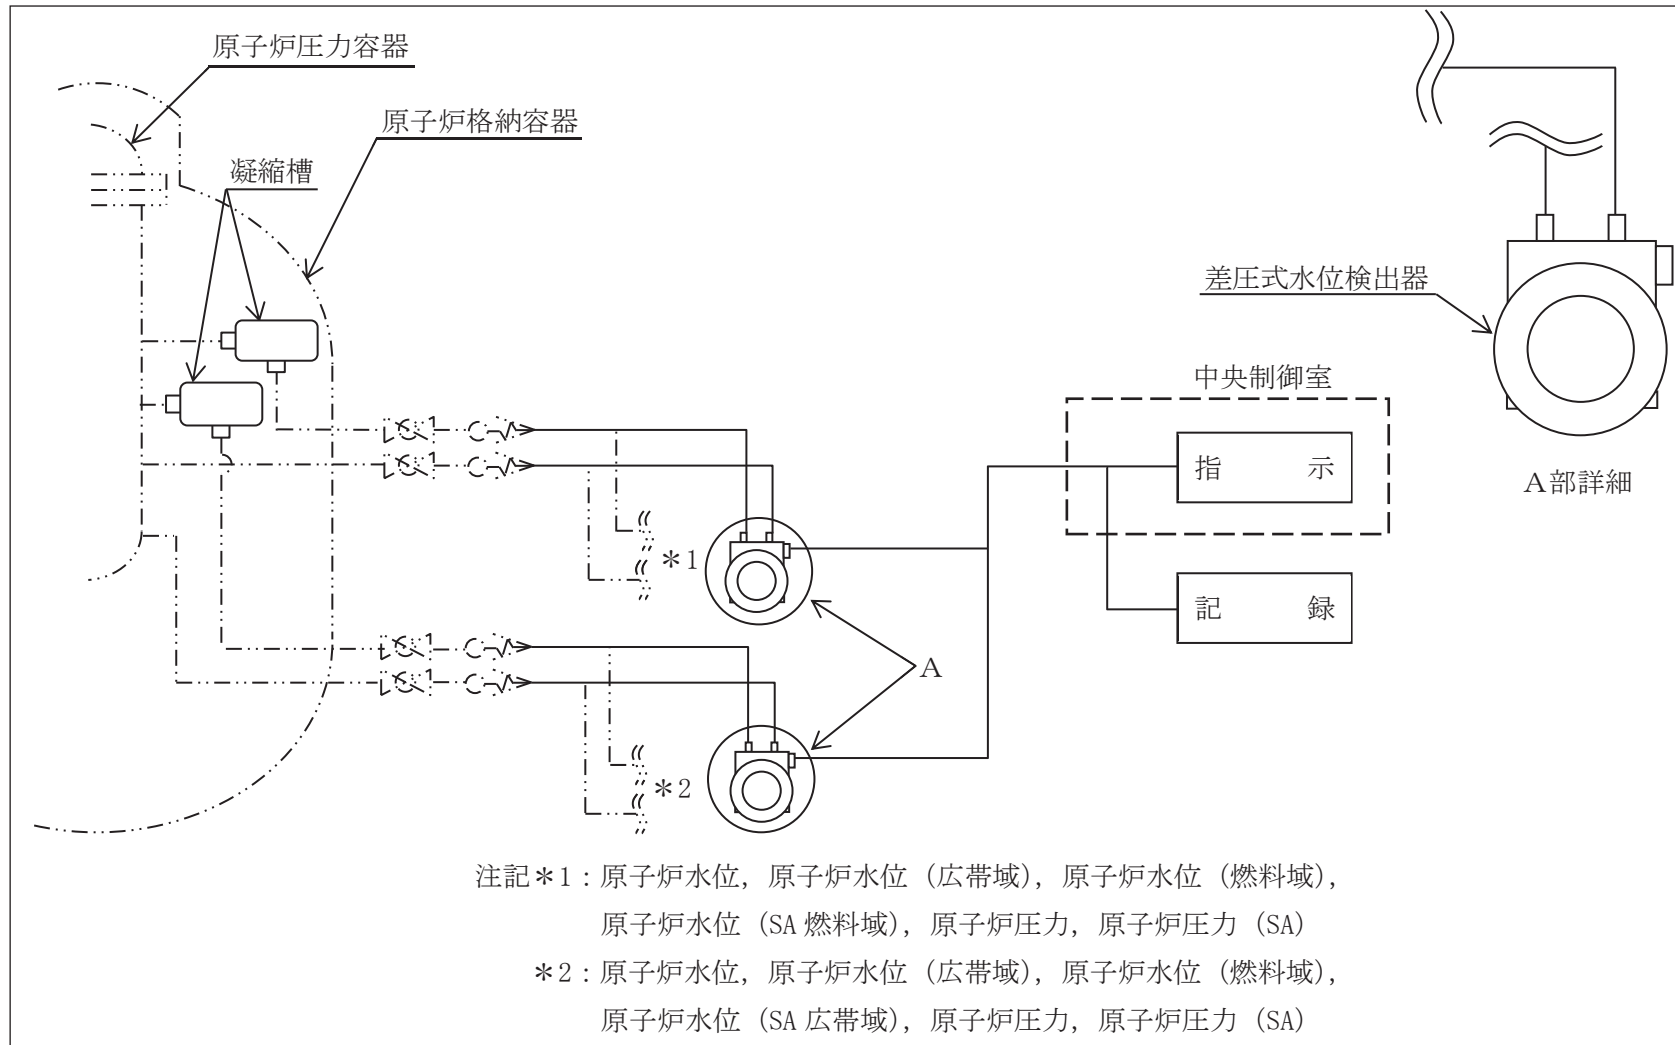 原子炉圧力容器
原子炉格納容器
凝縮槽
差圧式水位検出器
中央制御室
指　　示
A部詳細
＊1
記　　録
A
＊2
注記＊1：原子炉水位，原子炉水位（広帯域），原子炉水位（燃料域），
原子炉水位（SA 燃料域），原子炉圧力，原子炉圧力（SA）
＊2：原子炉水位，原子炉水位（広帯域），原子炉水位（燃料域），
原子炉水位（SA 広帯域），原子炉圧力，原子炉圧力（SA）